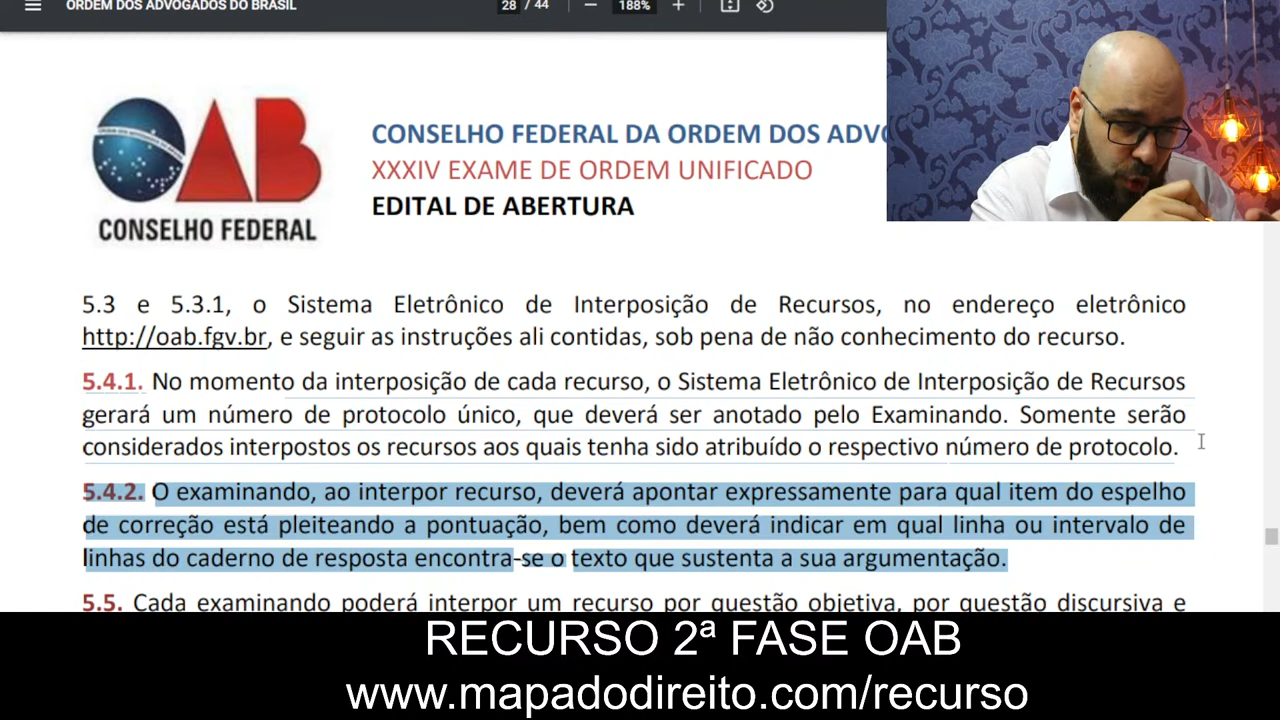 ORDEM DOS ADVOGADOS DO BRASIL
28 / 44
188%
OAB
CONSELHO FEDERAL
CONSELHO FEDERAL DA ORDEM DOS ADVO
XXXIV EXAME DE ORDEM UNIFICADO
EDITAL DE ABERTURA
5.3 e 5.3.1, o Sistema Eletrônico de Interposição de Recursos, no endereço eletrônico
http://oab.fgv.br, e seguir as instruções ali contidas, sob pena de não conhecimento do recurso.
5.4.1. No momento da interposição de cada recurso, o Sistema Eletrônico de Interposição de Recursos
gerará um número de protocolo único, que deverá ser anotado pelo Examinando. Somente serão
considerados interpostos os recursos aos quais tenha sido atribuído o respectivo número de protocolo.
5.4.2. O examinando, ao interpor recurso, deverá apontar expressamente para qual item do espelho
de correção está pleiteando a pontuação, bem como deverá indicar em qual linha ou intervalo de
linhas do caderno de resposta encontra-se o texto que sustenta a sua argumentação.
5.5. Cada examinando poderá interpor um recurso por questão objetiva, por questão discursiva e
RECURSO 2ª FASE OAB
www.mapadodireito.com/recurso